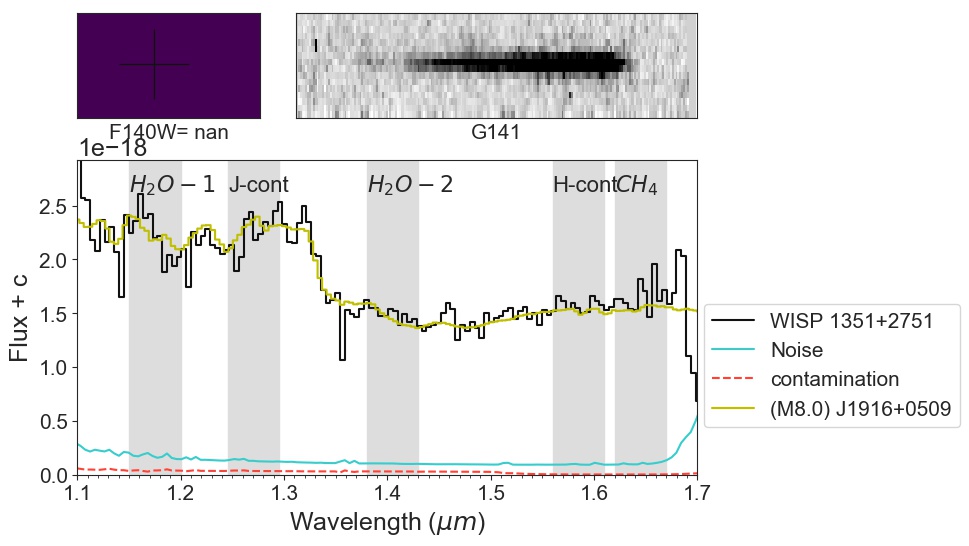 F140W= nan
G141
1e−18
H₂O − 1 J-cont H₂O − 2 H-cont CH₄
2.5
2.0
1.5
1.0
0.5
0.0
Flux + c
1.1 1.2 1.3 1.4 1.5 1.6 1.7
Wavelength (μm)
WISP 1351+2751
Noise
contamination
(M8.0) J1916+0509